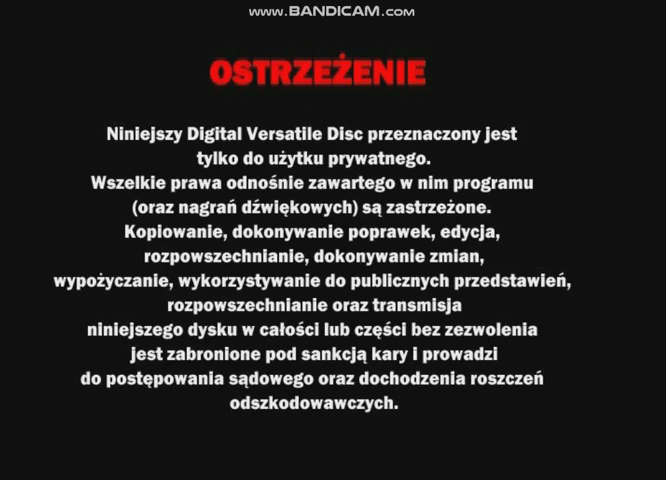 www.BANDICAM.com
OSTRZEŻENIE
Niniejszy Digital Versatile Disc przeznaczony jest
tylko do użytku prywatnego.
Wszelkie prawa odnośnie zawartego w nim programu
(oraz nagrań dźwiękowych) są zastrzeżone.
Kopiowanie, dokonywanie poprawek, edycja,
rozpowszechnianie, dokonywanie zmian,
wypożyczanie, wykorzystywanie do publicznych przedstawień,
rozpowszechnianie oraz transmisja
niniejszego dysku w całości lub części bez zezwolenia
jest zabronione pod sankcją kary i prowadzi
do postępowania sądowego oraz dochodzenia roszczeń
odszkodowawczych.